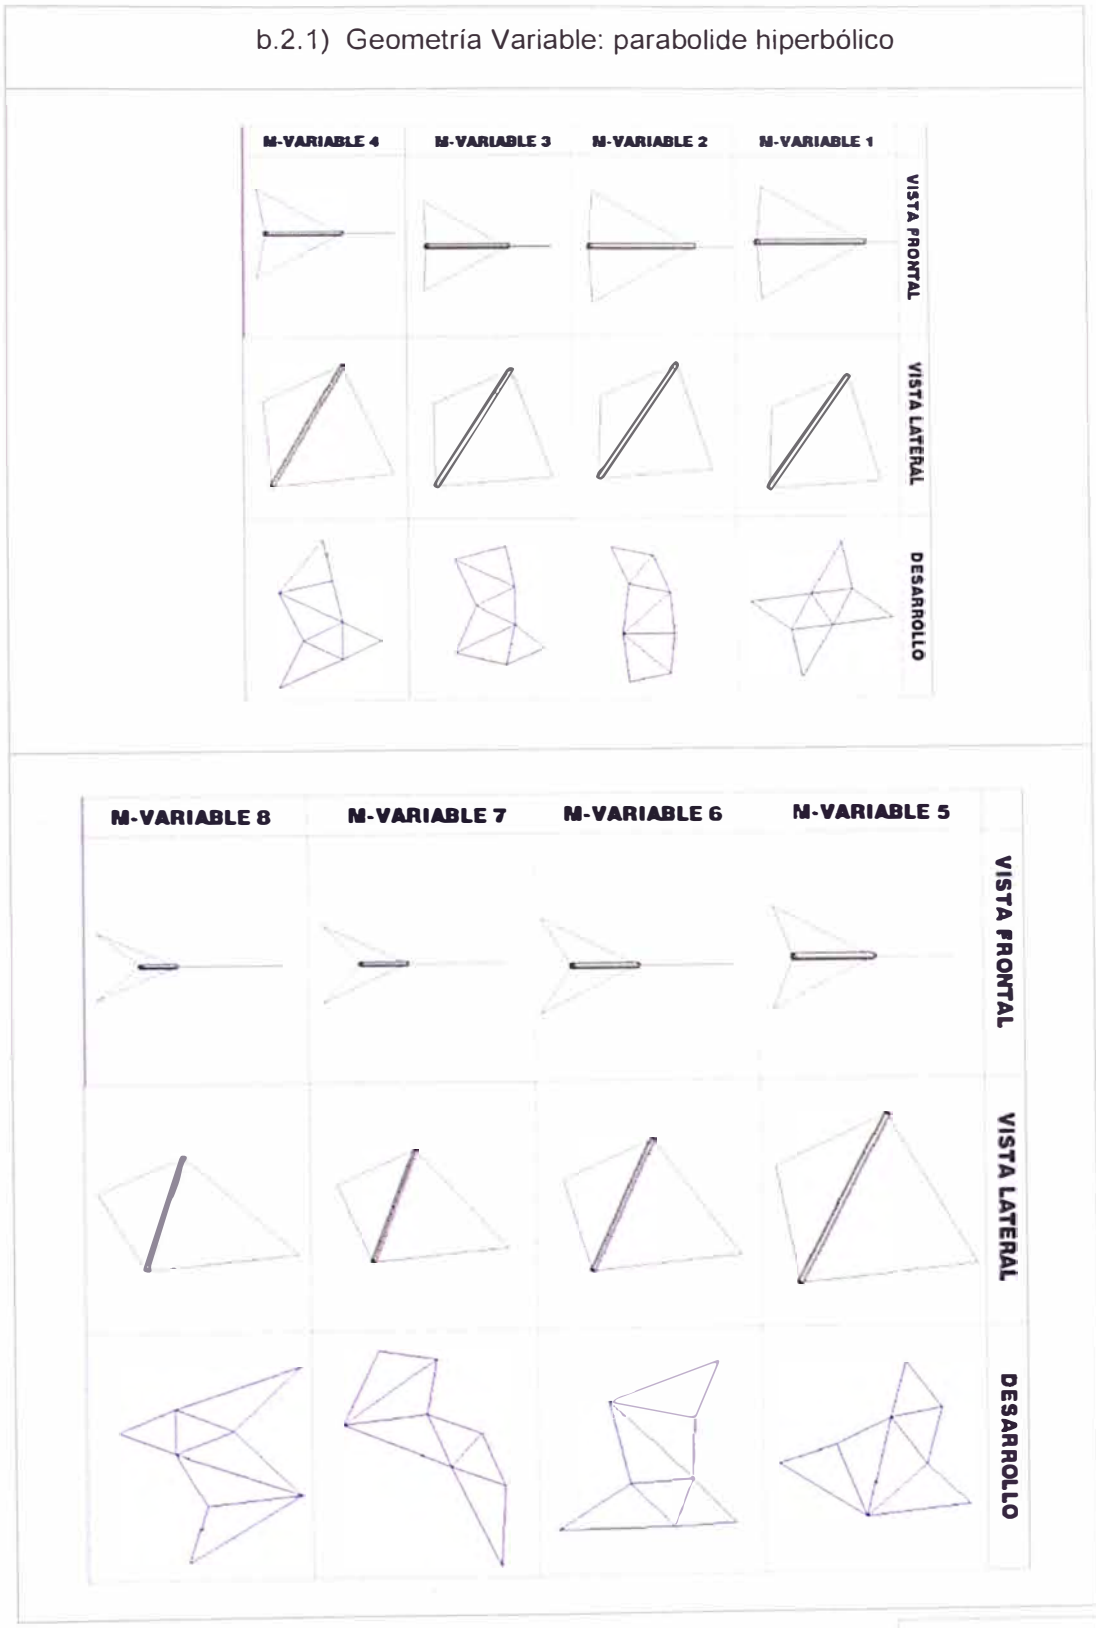 b.2.1) Geometría Variable: parabolide hiperbólico
M-VARIABLE 4 M-VARIABLE 3 M-VARIABLE 2 M-VARIABLE 1
VISTA FRONTAL
VISTA LATERAL
DESARROLLO
M-VARIABLE 8 M-VARIABLE 7 M-VARIABLE 6 M-VARIABLE 5
VISTA FRONTAL
VISTA LATERAL
DESARROLLO